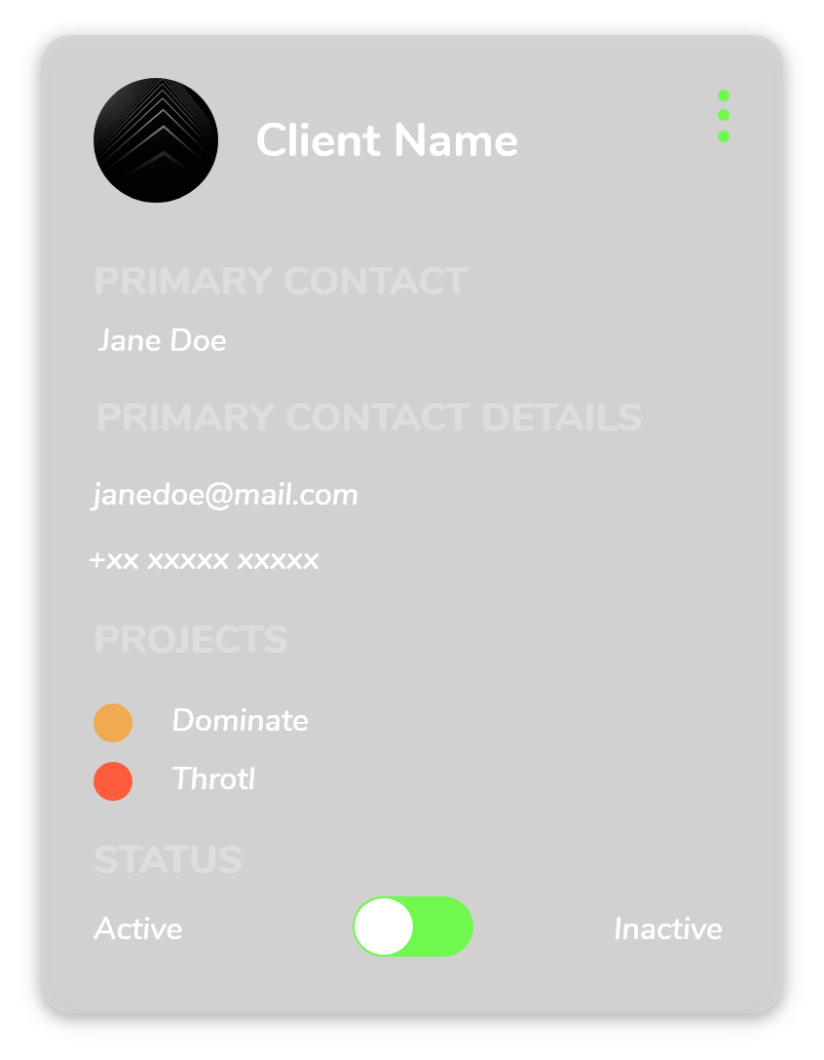 Client Name
PRIMARY CONTACT
Jane Doe
PRIMARY CONTACT DETAILS
janedoe@mail.com
+xx xxxxx xxxxx
PROJECTS
Dominate
Throtl
STATUS
Active Inactive